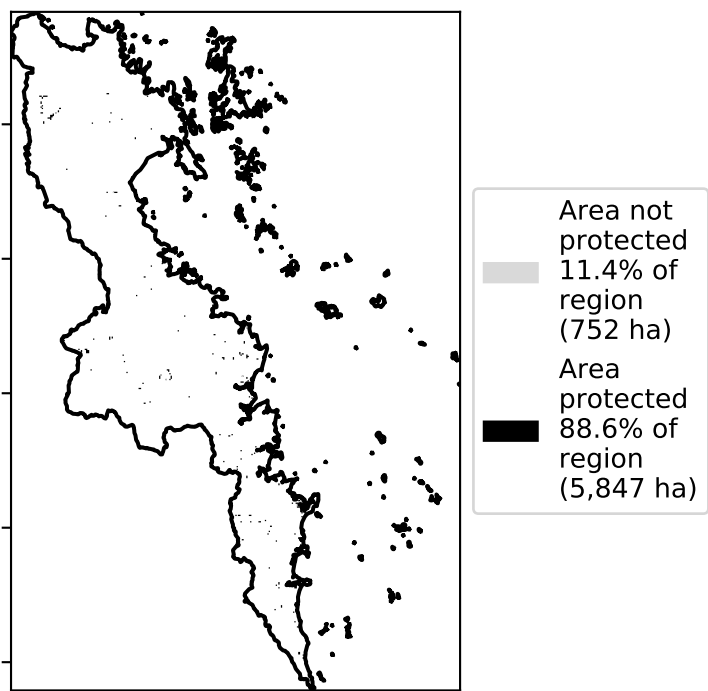 Area not
protected
11.4% of
region
(752 ha)
Area
protected
88.6% of
region
(5,847 ha)